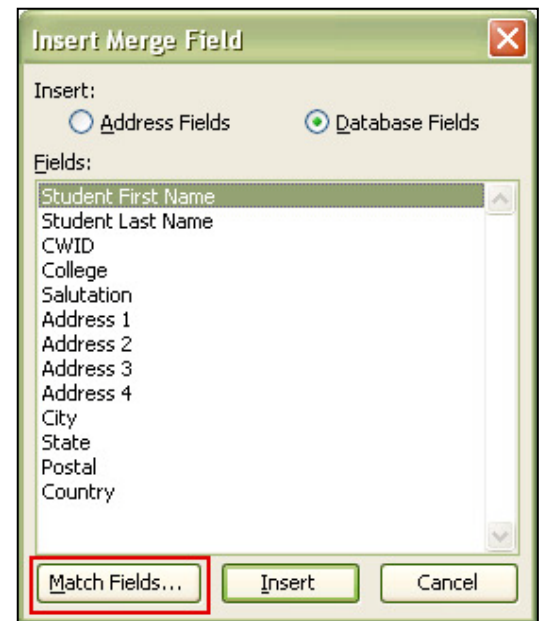 Insert Merge Field
Insert:
Address Fields Database Fields
Fields:
Student First Name
Student Last Name
CWID
College
Salutation
Address 1
Address 2
Address 3
Address 4
City
State
Postal
Country
Match Fields... Insert Cancel